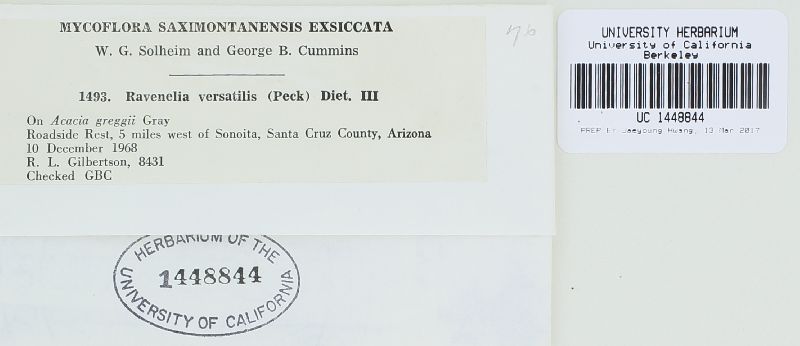 MYCOFLORA SAXIMONTANENSIS EXSICCATA
W. G. Solheim and George B. Cummins
1493. Ravenelia versatilis (Peck) Diet. III
On Acacia greggii Gray
Roadside Rest, 5 miles west of Sonoita, Santa Cruz County, Arizona
10 December 1968
R. L. Gilbertson, 8431
Checked GBC
UNIVERSITY HERBARIUM
University of California
Berkeley
UC 1448844
PREP BY Jaeyoung Hwang, 13 Mar 2017
HERBARIUM OF THE
1448844
UNIVERSITY OF CALIFORNIA